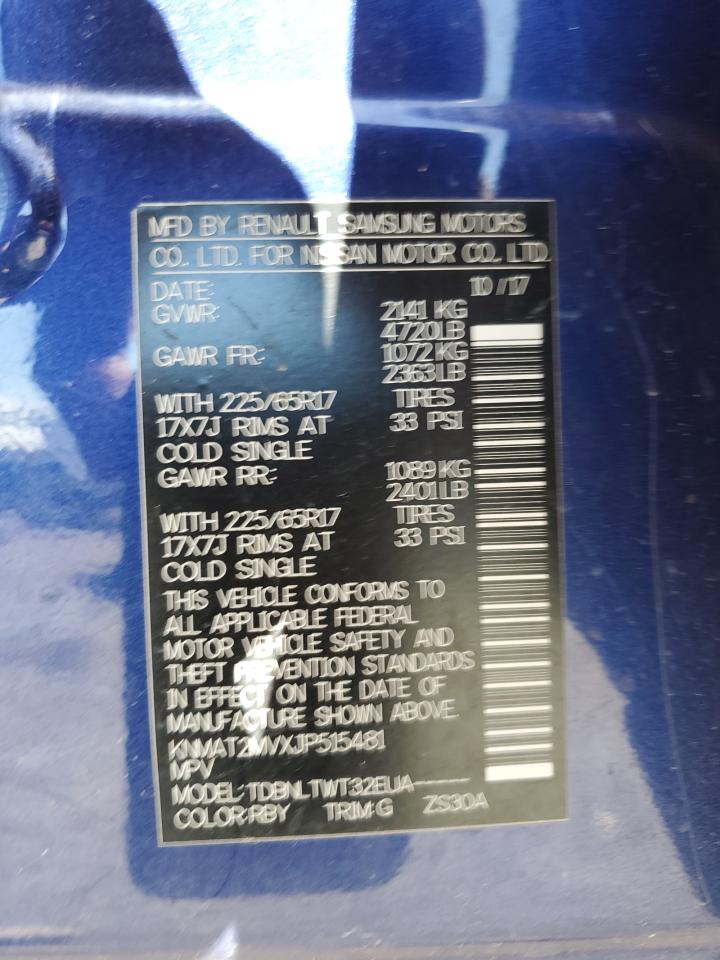 MFD BY RENAULT SAMSUNG MOTORS
CO. LTD. FOR NISSAN MOTOR CO., LTD.
DATE: 10 / 17
GVWR: 2141 KG
4720LB
GAWR FR: 1072 KG
2363LB
WITH 225/65R17 TIRES
17X7J RIMS AT 33 PSI
COLD SINGLE
GAWR RR: 1089 KG
2401LB
WITH 225/65R17 TIRES
17X7J RIMS AT 33 PSI
COLD SINGLE
THIS VEHICLE CONFORMS TO
ALL APPLICABLE FEDERAL
MOTOR VEHICLE SAFETY AND
THEFT PREVENTION STANDARDS
IN EFFECT ON THE DATE OF
MANUFACTURE SHOWN ABOVE.
KNMAT2MVXJP515481
MPV
MODEL: TDBNLTWT32EUA-----
COLOR:RBY TRIM:G ZS30A